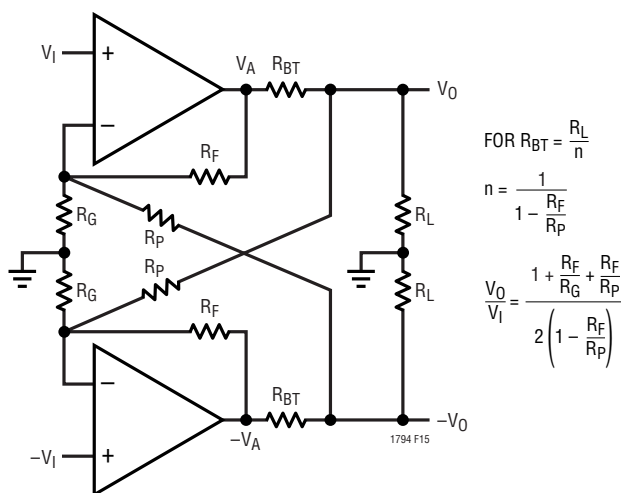 V_I
+
−
V_A
R_BT
V_O
R_F
R_G
R_P
R_P
R_G
R_L
R_L
R_F
−
+
R_BT
−V_A
−V_I
−V_O
1794 F15
FOR R_BT = R_L/n
n = 1/(1 − R_F/R_P)
V_O/V_I = (1 + R_F/R_G + R_F/R_P)/(2(1 − R_F/R_P))